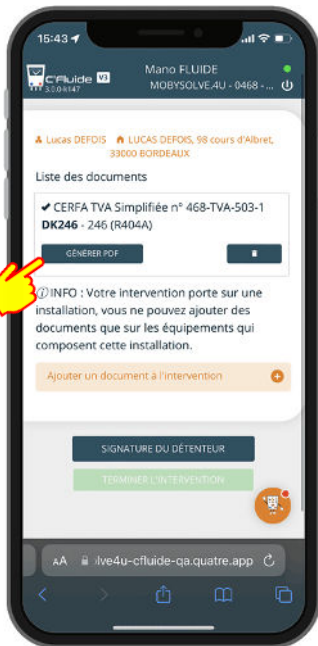 15:43
C'Fluide V3
3.0.0-k147
Mano FLUIDE
MOBYSOLVE.4U - 0468 - ...
Lucas DEFOIS LUCAS DEFOIS, 98 cours d'Albret,
33000 BORDEAUX
Liste des documents
✔ CERFA TVA Simplifiée n° 468-TVA-503-1
DK246 - 246 (R404A)
GÉNÉRER PDF
INFO : Votre intervention porte sur une
installation, vous ne pouvez ajouter des
documents que sur les équipements qui
composent cette installation.
Ajouter un document à l'intervention
SIGNATURE DU DÉTENTEUR
TERMINER L'INTERVENTION
AA lve4u-cfluide-qa.quatre.app